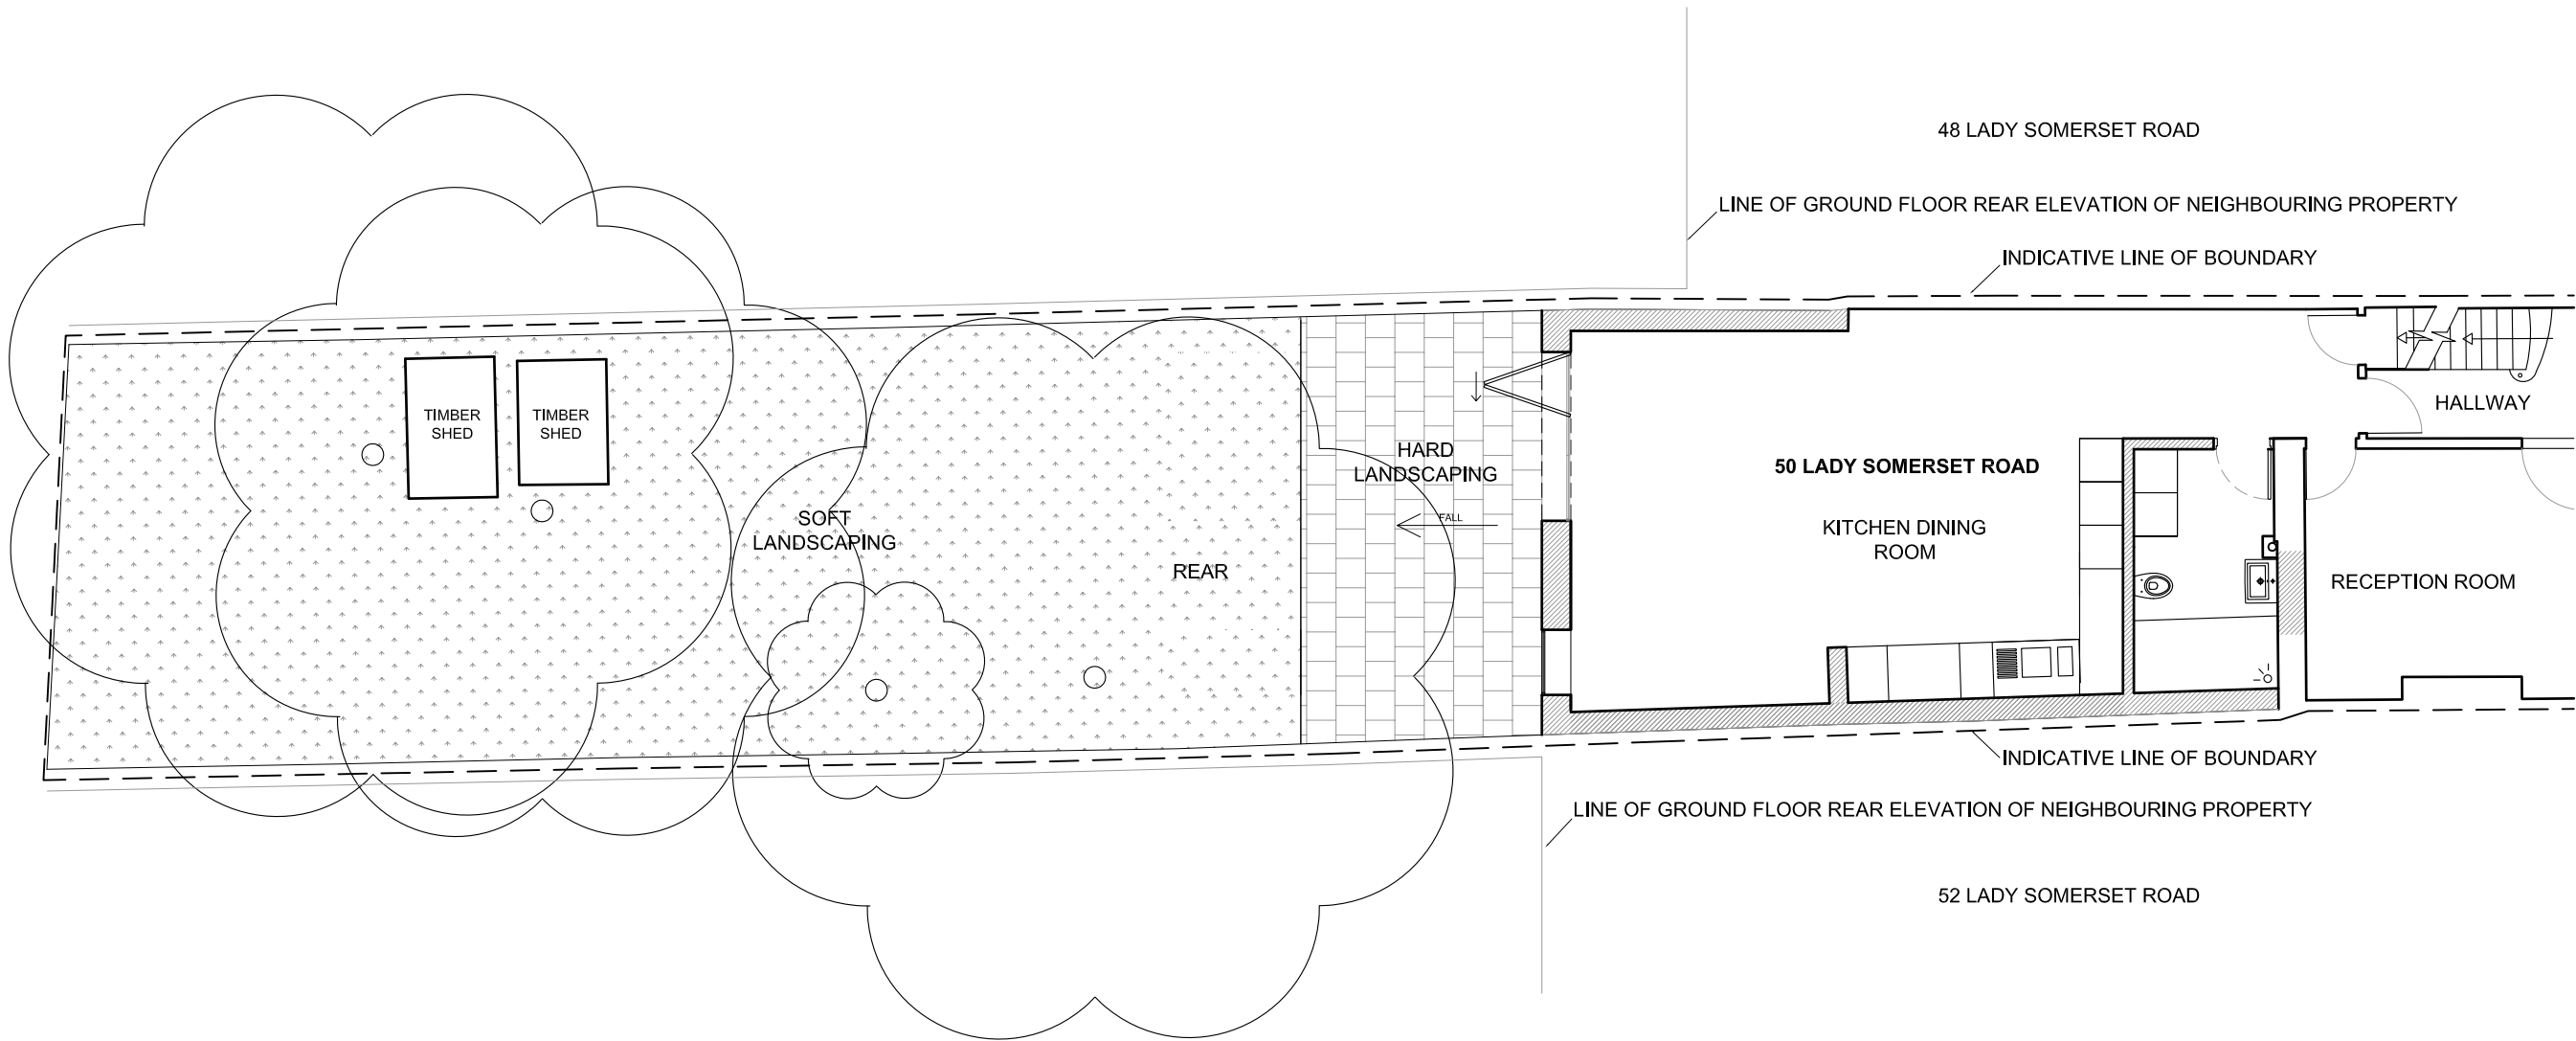 48 LADY SOMERSET ROAD
LINE OF GROUND FLOOR REAR ELEVATION OF NEIGHBOURING PROPERTY
INDICATIVE LINE OF BOUNDARY
TIMBER
SHED
TIMBER
SHED
HALLWAY
HARD
LANDSCAPING
50 LADY SOMERSET ROAD
SOFT
LANDSCAPING
FALL
KITCHEN DINING
ROOM
REAR
RECEPTION ROOM
INDICATIVE LINE OF BOUNDARY
LINE OF GROUND FLOOR REAR ELEVATION OF NEIGHBOURING PROPERTY
52 LADY SOMERSET ROAD